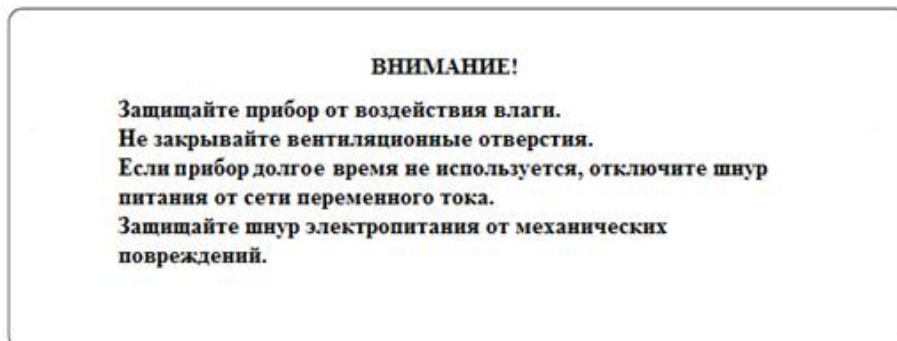 ВНИМАНИЕ!
Защищайте прибор от воздействия влаги.
Не закрывайте вентиляционные отверстия.
Если прибор долгое время не используется, отключите шнур
питания от сети переменного тока.
Защищайте шнур электропитания от механических
повреждений.